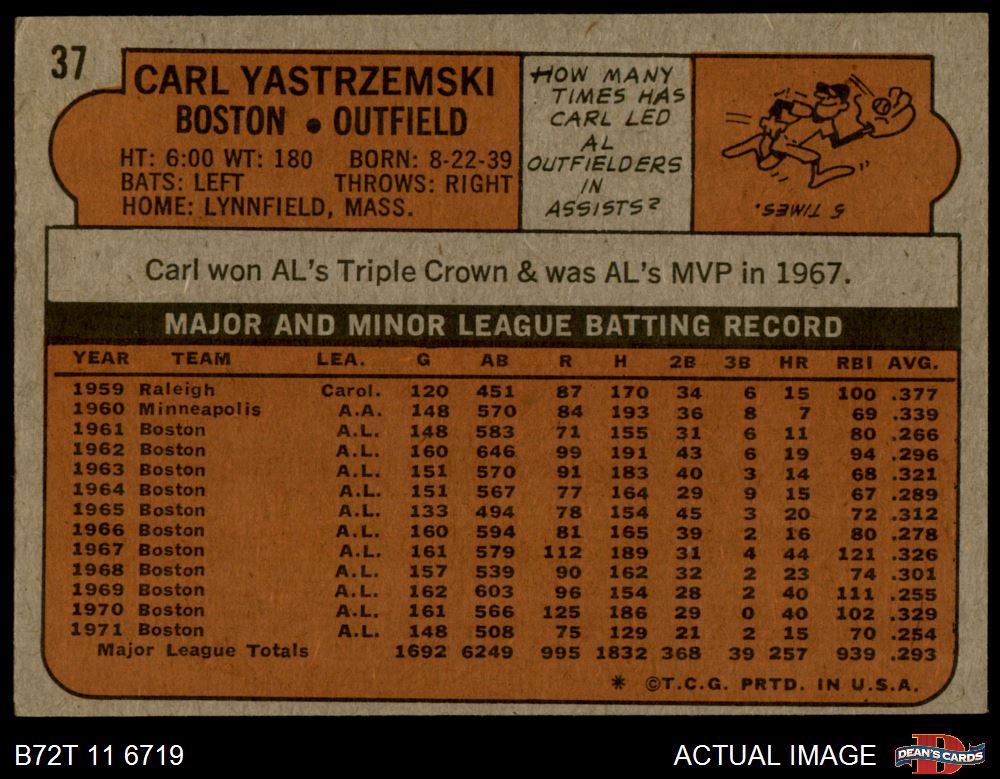 37
CARL YASTRZEMSKI
BOSTON • OUTFIELD
HT: 6:00 WT: 180 BORN: 8-22-39
BATS: LEFT THROWS: RIGHT
HOME: LYNNFIELD, MASS.
HOW MANY
TIMES HAS
CARL LED
AL
OUTFIELDERS
IN
ASSISTS?
5 TIMES.
Carl won AL's Triple Crown & was AL's MVP in 1967.
MAJOR AND MINOR LEAGUE BATTING RECORD
YEAR TEAM LEA. G AB R H 2B 3B HR RBI AVG.
1959 Raleigh Carol. 120 451 87 170 34 6 15 100 .377
1960 Minneapolis A.A. 148 570 84 193 36 8 7 69 .339
1961 Boston A.L. 148 583 71 155 31 6 11 80 .266
1962 Boston A.L. 160 646 99 191 43 6 19 94 .296
1963 Boston A.L. 151 570 91 183 40 3 14 68 .321
1964 Boston A.L. 151 567 77 164 29 9 15 67 .289
1965 Boston A.L. 133 494 78 154 45 3 20 72 .312
1966 Boston A.L. 160 594 81 165 39 2 16 80 .278
1967 Boston A.L. 161 579 112 189 31 4 44 121 .326
1968 Boston A.L. 157 539 90 162 32 2 23 74 .301
1969 Boston A.L. 162 603 96 154 28 2 40 111 .255
1970 Boston A.L. 161 566 125 186 29 0 40 102 .329
1971 Boston A.L. 148 508 75 129 21 2 15 70 .254
Major League Totals 1692 6249 995 1832 368 39 257 939 .293
* ©T.C.G. PRTD. IN U.S.A.
B72T 11 6719
ACTUAL IMAGE
D
DEAN'S CARDS